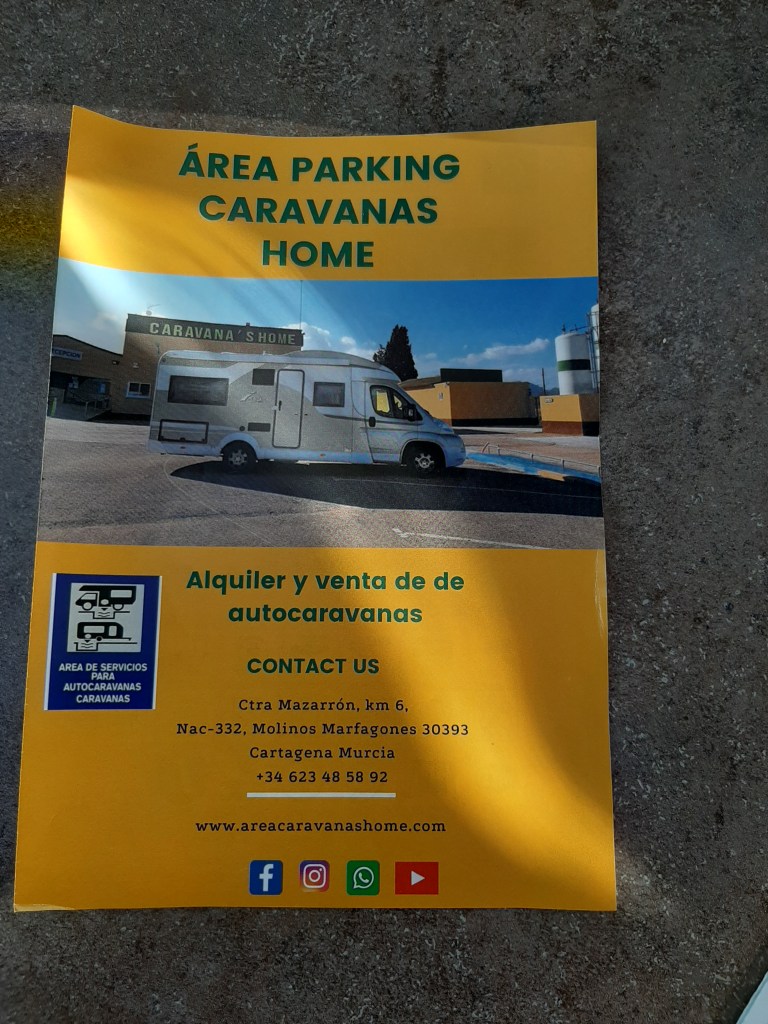 ÁREA PARKING
CARAVANAS
HOME
CARAVANA´S HOME
RECEPCION
Alquiler y venta de de
autocaravanas
AREA DE SERVICIOS
PARA
AUTOCARAVANAS
CARAVANAS
CONTACT US
Ctra Mazarrón, km 6,
Nac-332, Molinos Marfagones 30393
Cartagena Murcia
+34 623 48 58 92
www.areacaravanashome.com